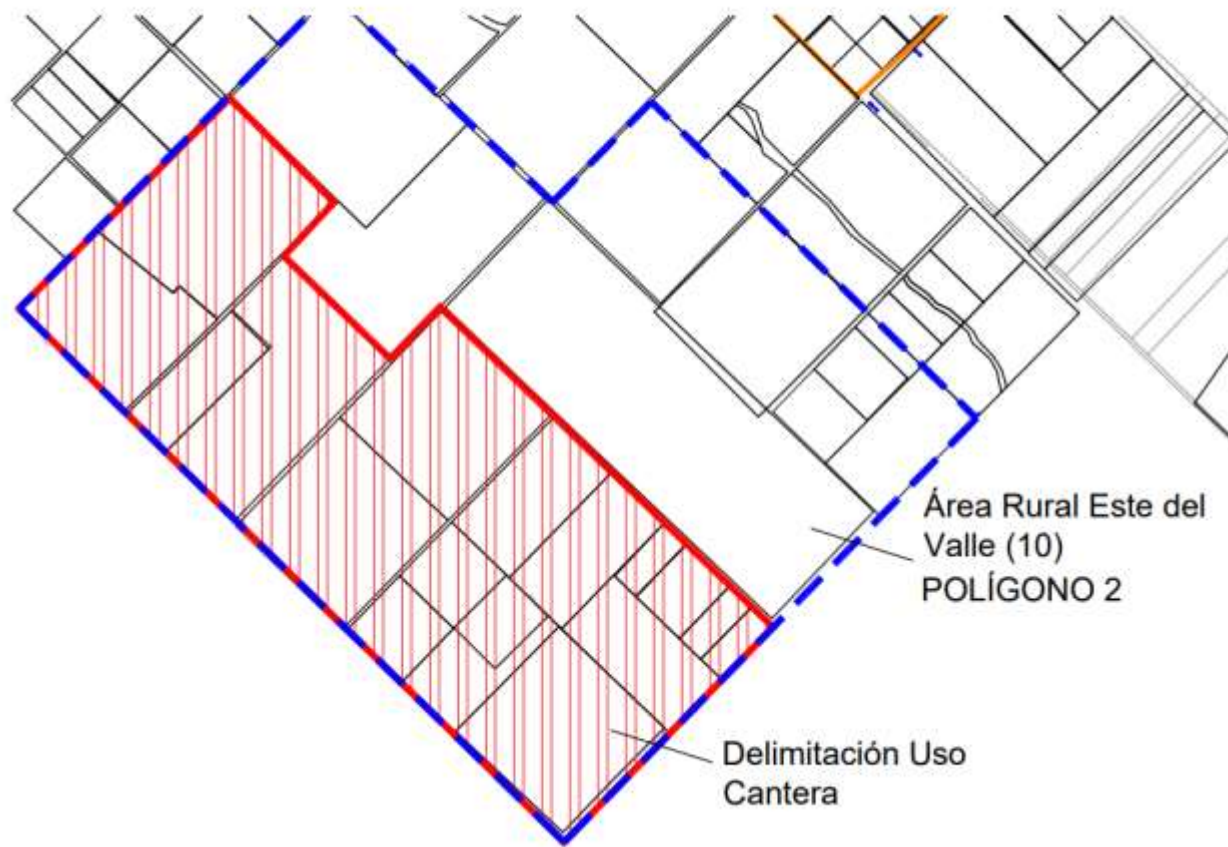 Área Rural Este del
Valle (10)
POLÍGONO 2
Delimitación Uso
Cantera